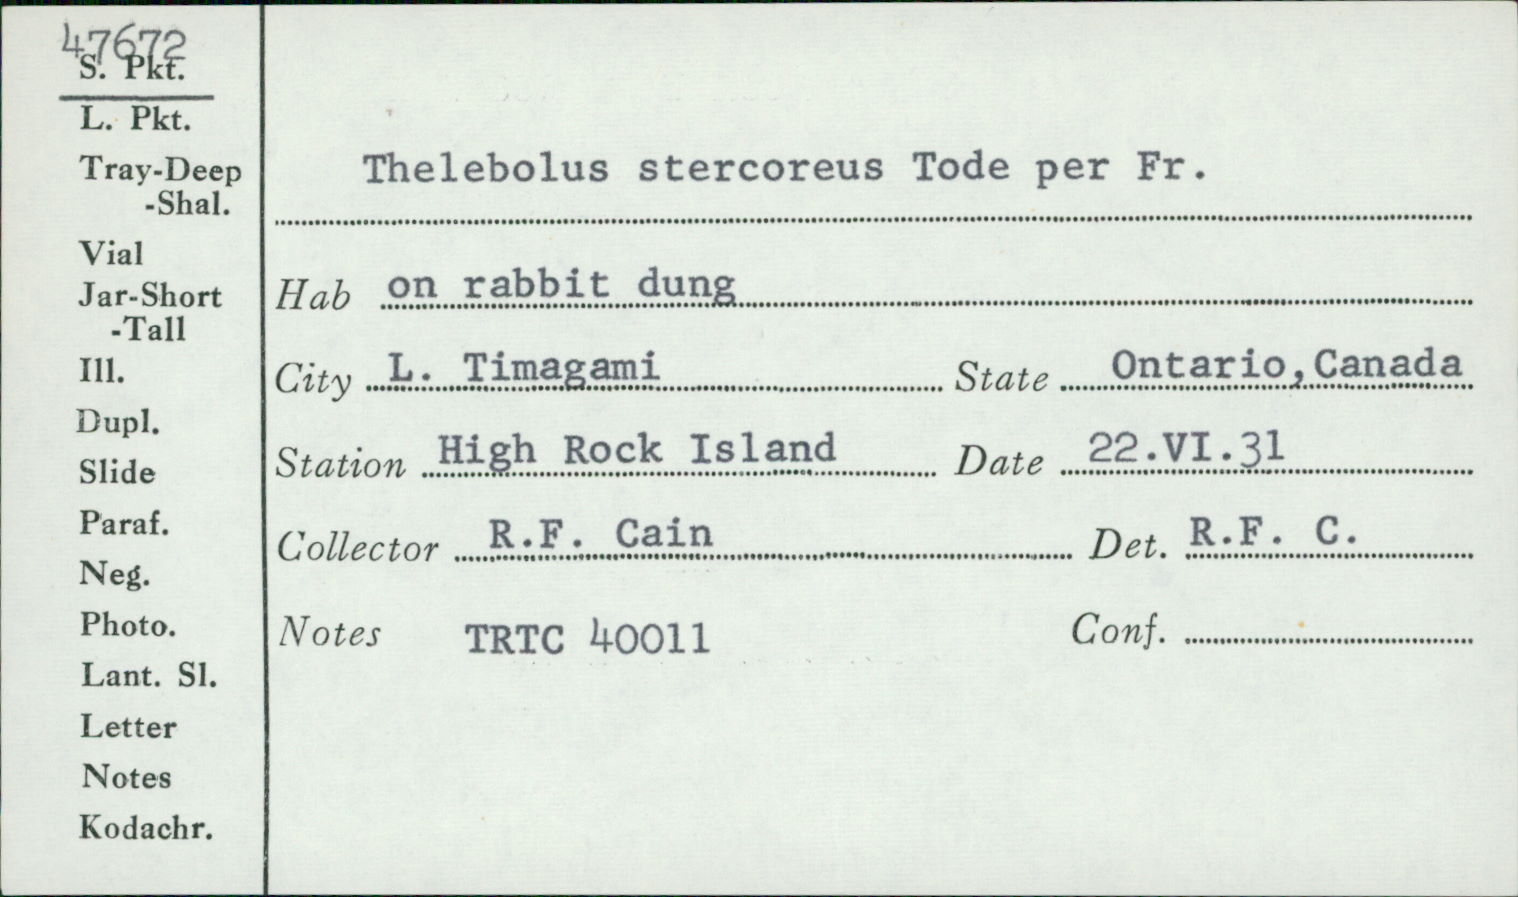 47672
S. Pkt.
L. Pkt.
Tray-Deep
-Shal.
Vial
Jar-Short
-Tall
Ill.
Dupl.
Slide
Paraf.
Neg.
Photo.
Lant. Sl.
Letter
Notes
Kodachr.
Thelebolus stercoreus Tode per Fr.
Hab on rabbit dung
City L. Timagami State Ontario,Canada
Station High Rock Island Date 22.VI.31
Collector R.F. Cain Det. R.F. C.
Notes TRTC 40011 Conf.